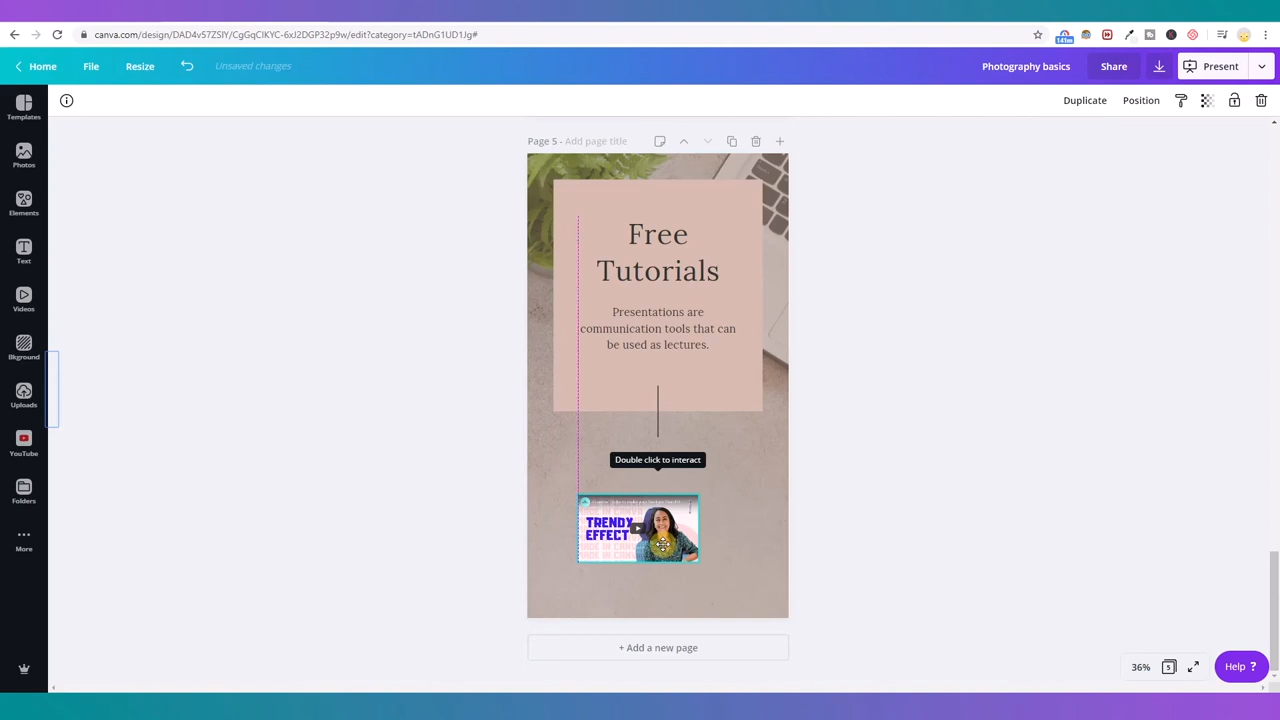 canva.com/design/DAD4v57ZSlY/CgGqCIKYC-6xJ2DGP32p9w/edit?category=tADnG1UD1Jg#
141m
Home File Resize Unsaved changes Photography basics Share Present
Duplicate Position
Templates
Photos
Elements
Text
Videos
Bkground
Uploads
YouTube
Folders
More
Page 5 - Add page title
Free
Tutorials
Presentations are
communication tools that can
be used as lectures.
Double click to interact
TRENDY
EFFECT
+ Add a new page
36% 5 Help ?